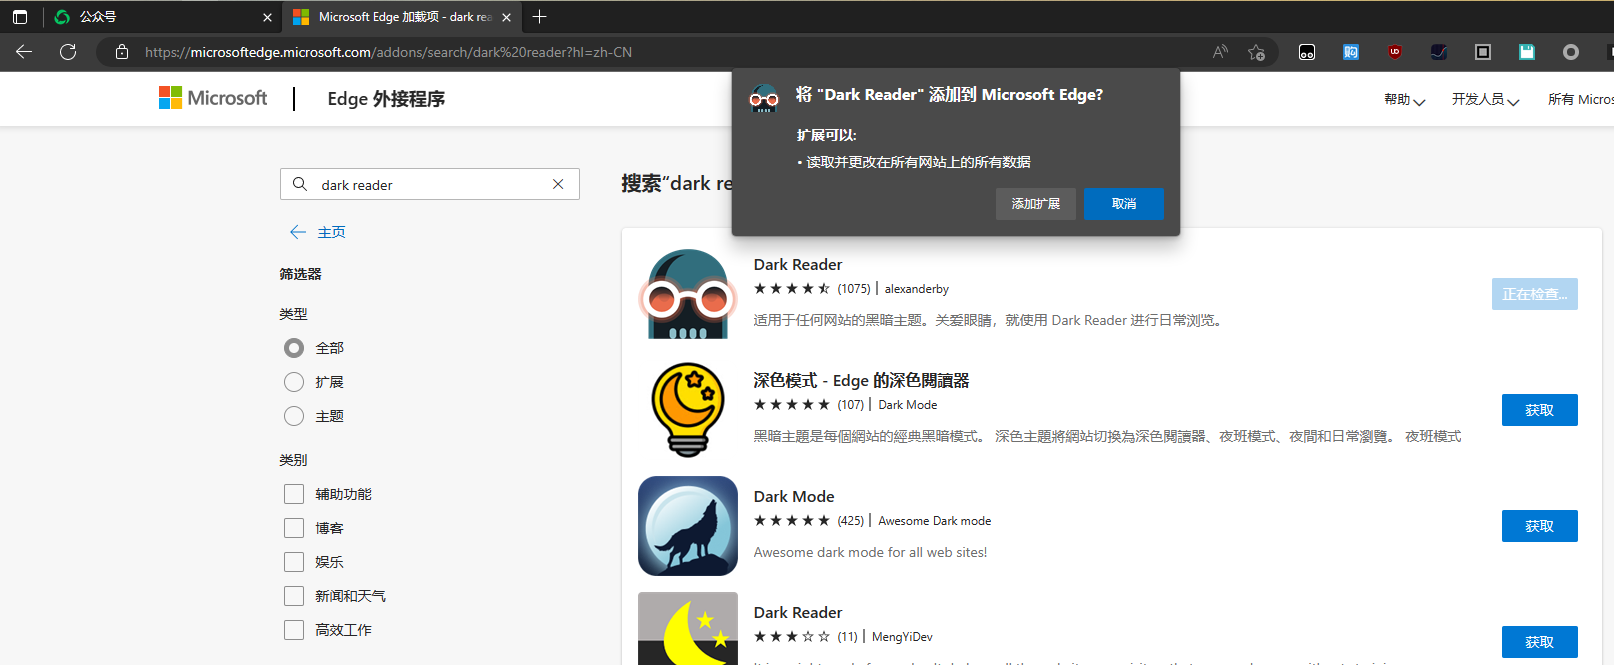 公众号
Microsoft Edge 加载项 - dark rea
https://microsoftedge.microsoft.com/addons/search/dark%20reader?hl=zh-CN
Microsoft
Edge 外接程序
帮助
开发人员
所有 Micros
将 "Dark Reader" 添加到 Microsoft Edge?
扩展可以:
• 读取并更改在所有网站上的所有数据
添加扩展
取消
dark reader
搜索“dark re
主页
筛选器
类型
全部
扩展
主题
类别
辅助功能
博客
娱乐
新闻和天气
高效工作
Dark Reader
(1075) | alexanderby
正在检查...
适用于任何网站的黑暗主题。关爱眼睛，就使用 Dark Reader 进行日常浏览。
深色模式 - Edge 的深色閱讀器
(107) | Dark Mode
获取
黑暗主題是每個網站的經典黑暗模式。 深色主題將網站切換為深色閱讀器、夜班模式、夜間和日常瀏覽。 夜班模式
Dark Mode
(425) | Awesome Dark mode
获取
Awesome dark mode for all web sites!
Dark Reader
(11) | MengYiDev
获取